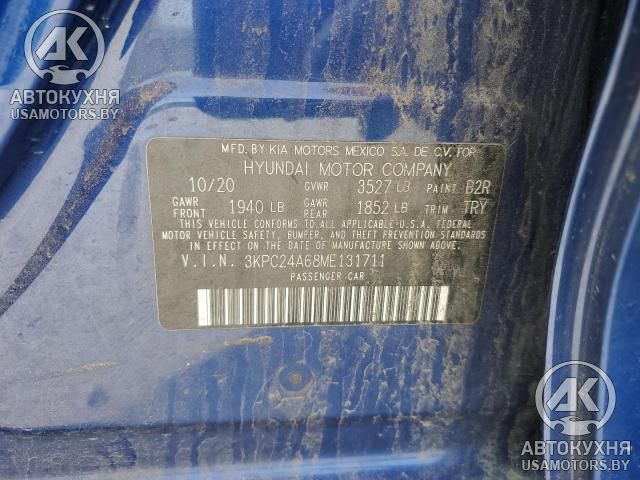 AK
АВТОКУХНЯ
USAMOTORS.BY
MFD. BY KIA MOTORS MEXICO S.A. DE C.V. FOR
HYUNDAI MOTOR COMPANY
10/20 GVWR 3527 LB PAINT B2R
GAWR FRONT 1940 LB GAWR REAR 1852 LB TRIM TRY
THIS VEHICLE CONFORMS TO ALL APPLICABLE U.S.A. FEDERAL
MOTOR VEHICLE SAFETY, BUMPER, AND THEFT PREVENTION STANDARDS
IN EFFECT ON THE DATE OF MANUFACTURE SHOWN ABOVE.
V.I.N. 3KPC24A68ME131711
PASSENGER CAR
AK
АВТОКУХНЯ
USAMOTORS.BY